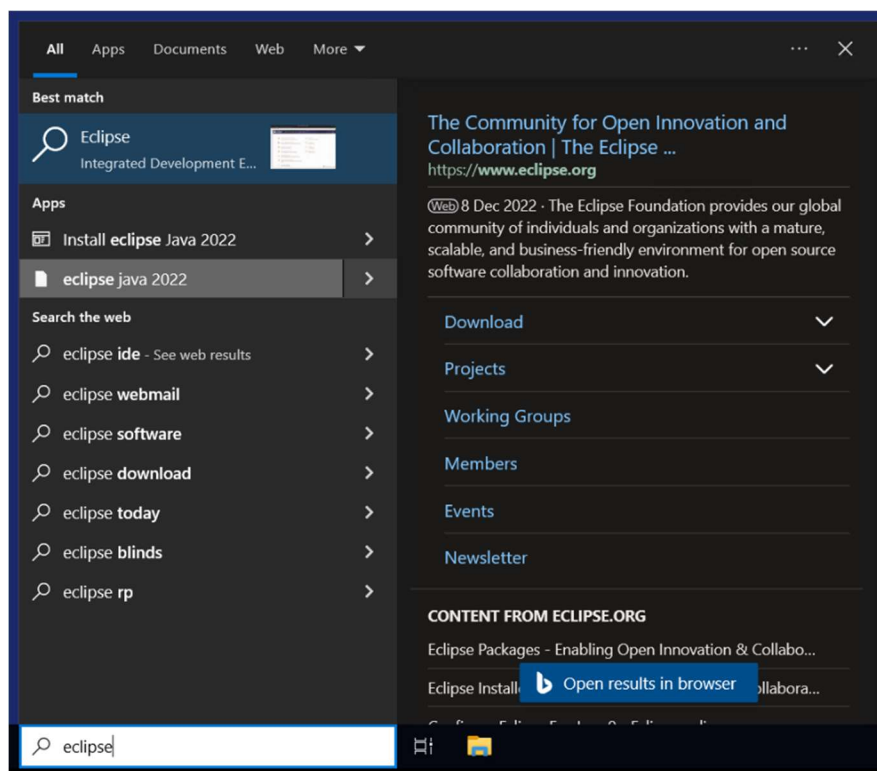 All Apps Documents Web More
Best match
Eclipse
Integrated Development E...
Apps
Install eclipse Java 2022
eclipse java 2022
Search the web
eclipse ide - See web results
eclipse webmail
eclipse software
eclipse download
eclipse today
eclipse blinds
eclipse rp
eclipse
The Community for Open Innovation and
Collaboration | The Eclipse ...
https://www.eclipse.org
Web 8 Dec 2022 · The Eclipse Foundation provides our global
community of individuals and organizations with a mature,
scalable, and business-friendly environment for open source
software collaboration and innovation.
Download
Projects
Working Groups
Members
Events
Newsletter
CONTENT FROM ECLIPSE.ORG
Eclipse Packages - Enabling Open Innovation & Collabo...
Eclipse Install
Open results in browser